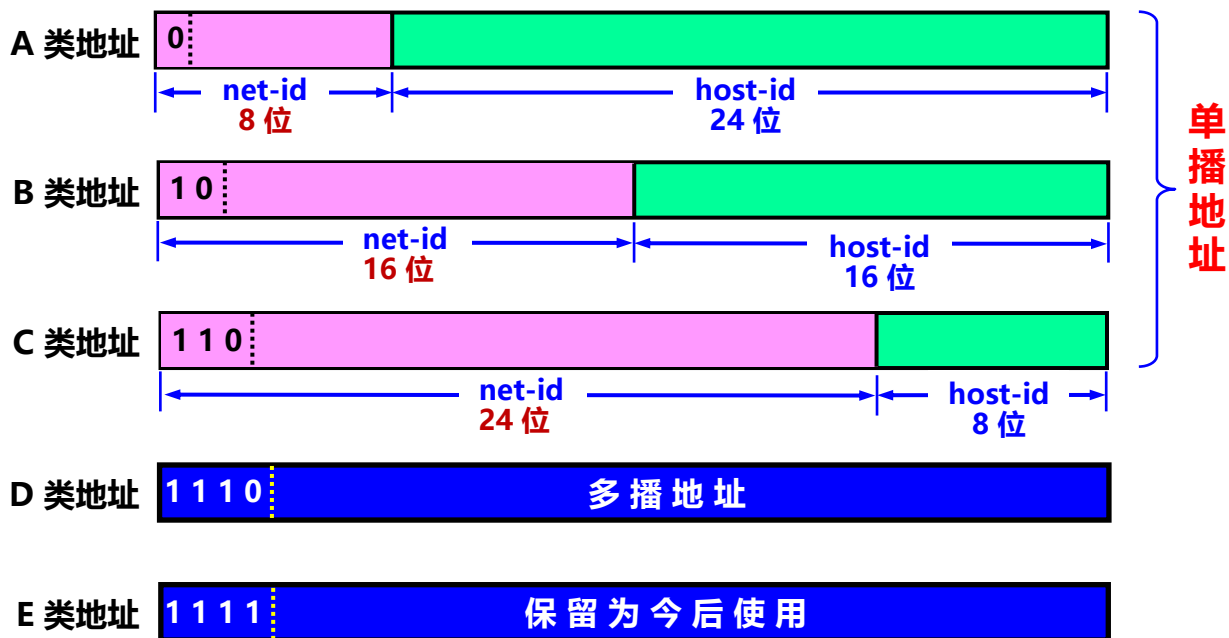 A 类地址
0
net-id
8 位
host-id
24 位
B 类地址
1 0
net-id
16 位
host-id
16 位
C 类地址
1 1 0
net-id
24 位
host-id
8 位
D 类地址
1 1 1 0
多 播 地 址
E 类地址
1 1 1 1
保 留 为 今 后 使 用
单播地址